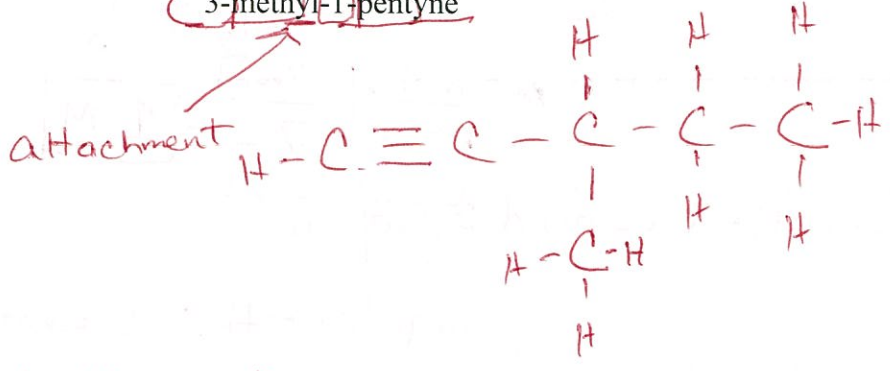 3-methyl-1-pentyne
H H H
attachment H-C≡C-C-C-C-H
H H
H-C-H
H